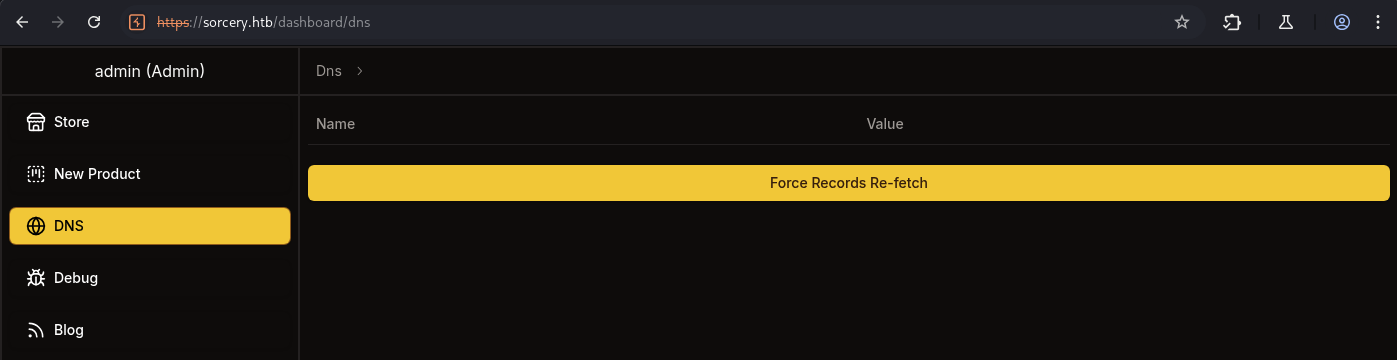 https://sorcery.htb/dashboard/dns
admin (Admin)
Dns
Store
Name Value
New Product
Force Records Re-fetch
DNS
Debug
Blog